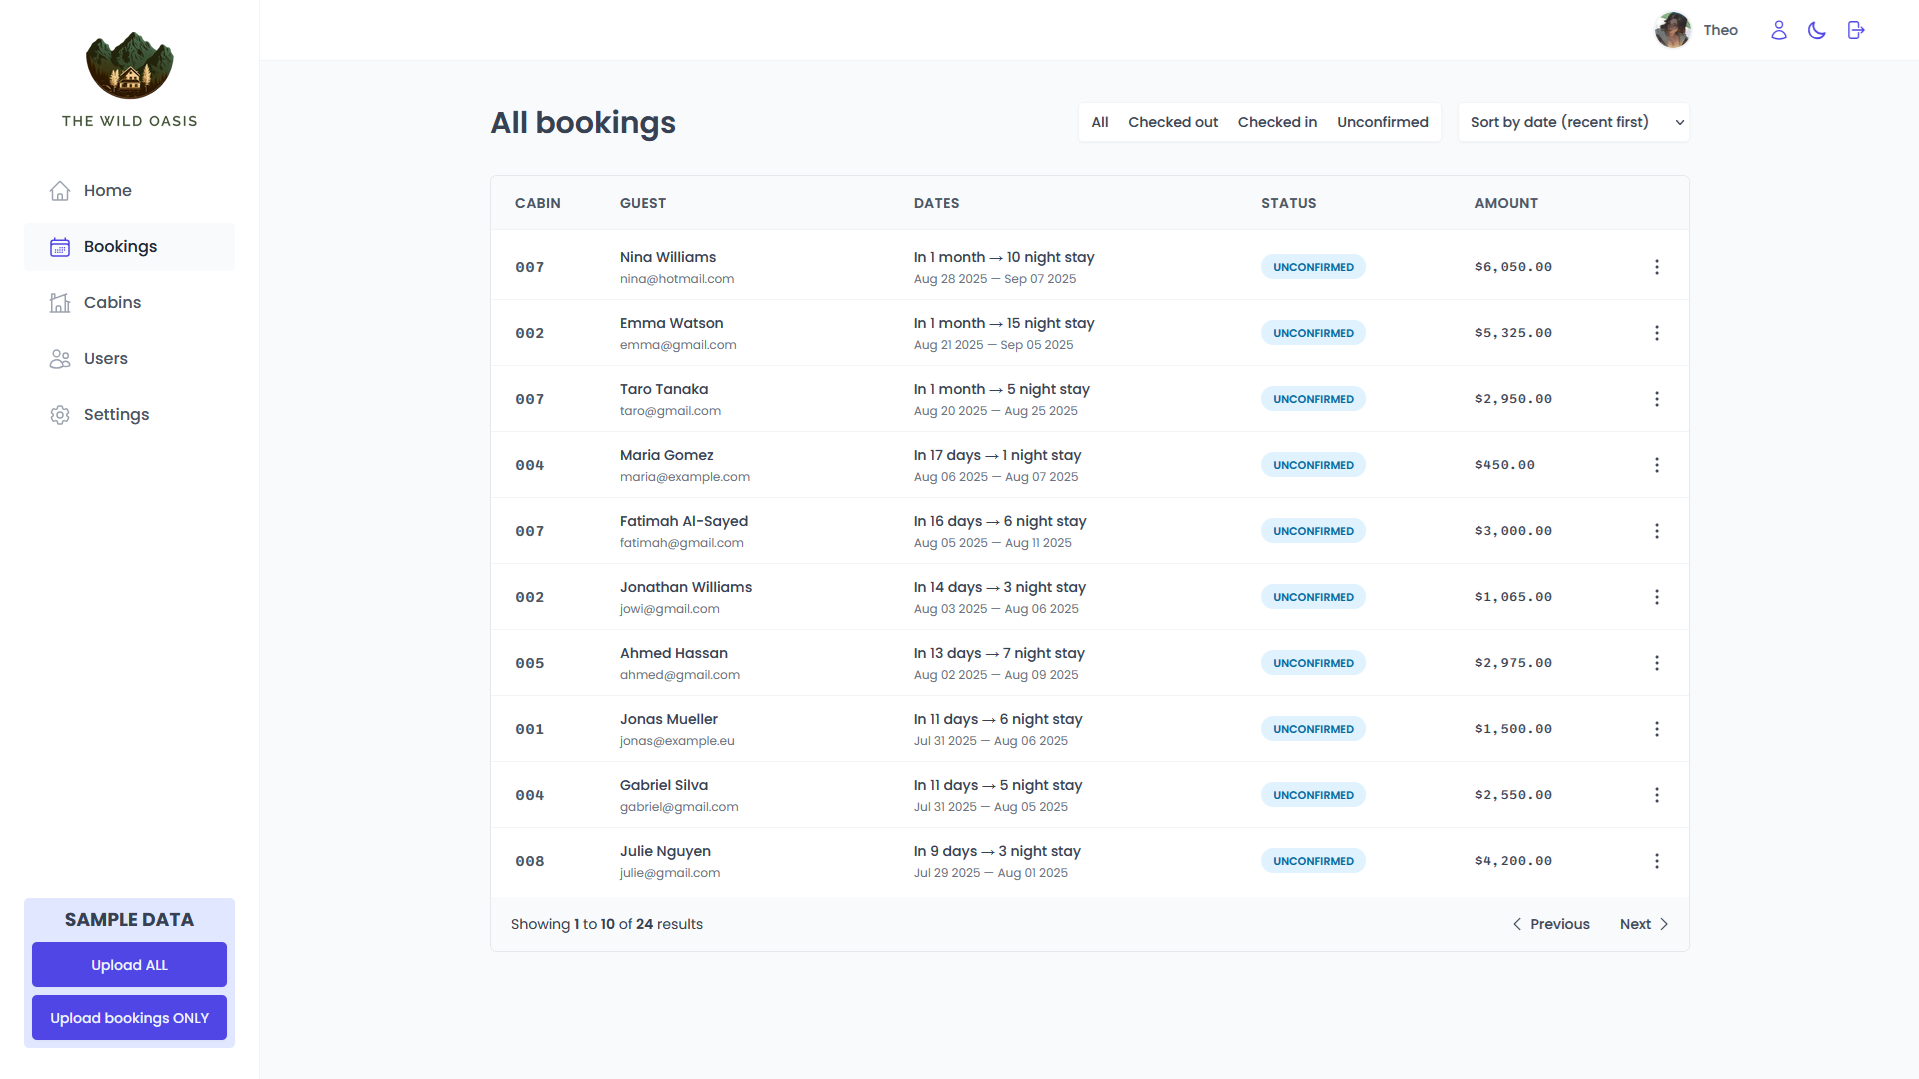 THE WILD OASIS
Home
Bookings
Cabins
Users
Settings
SAMPLE DATA
Upload ALL
Upload bookings ONLY
Theo
All bookings
All Checked out Checked in Unconfirmed
Sort by date (recent first)
CABIN GUEST DATES STATUS AMOUNT
007 Nina Williams In 1 month → 10 night stay UNCONFIRMED $6,050.00
nina@hotmail.com Aug 28 2025 — Sep 07 2025
002 Emma Watson In 1 month → 15 night stay UNCONFIRMED $5,325.00
emma@gmail.com Aug 21 2025 — Sep 05 2025
007 Taro Tanaka In 1 month → 5 night stay UNCONFIRMED $2,950.00
taro@gmail.com Aug 20 2025 — Aug 25 2025
004 Maria Gomez In 17 days → 1 night stay UNCONFIRMED $450.00
maria@example.com Aug 06 2025 — Aug 07 2025
007 Fatimah Al-Sayed In 16 days → 6 night stay UNCONFIRMED $3,000.00
fatimah@gmail.com Aug 05 2025 — Aug 11 2025
002 Jonathan Williams In 14 days → 3 night stay UNCONFIRMED $1,065.00
jowi@gmail.com Aug 03 2025 — Aug 06 2025
005 Ahmed Hassan In 13 days → 7 night stay UNCONFIRMED $2,975.00
ahmed@gmail.com Aug 02 2025 — Aug 09 2025
001 Jonas Mueller In 11 days → 6 night stay UNCONFIRMED $1,500.00
jonas@example.eu Jul 31 2025 — Aug 06 2025
004 Gabriel Silva In 11 days → 5 night stay UNCONFIRMED $2,550.00
gabriel@gmail.com Jul 31 2025 — Aug 05 2025
008 Julie Nguyen In 9 days → 3 night stay UNCONFIRMED $4,200.00
julie@gmail.com Jul 29 2025 — Aug 01 2025
Showing 1 to 10 of 24 results
Previous Next